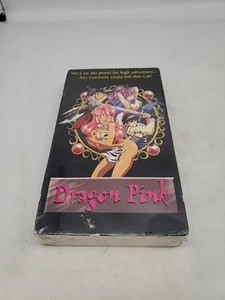 She's on the prowl for high adventure...
...But Curiosity could kill this Cat!
Dragon Pink